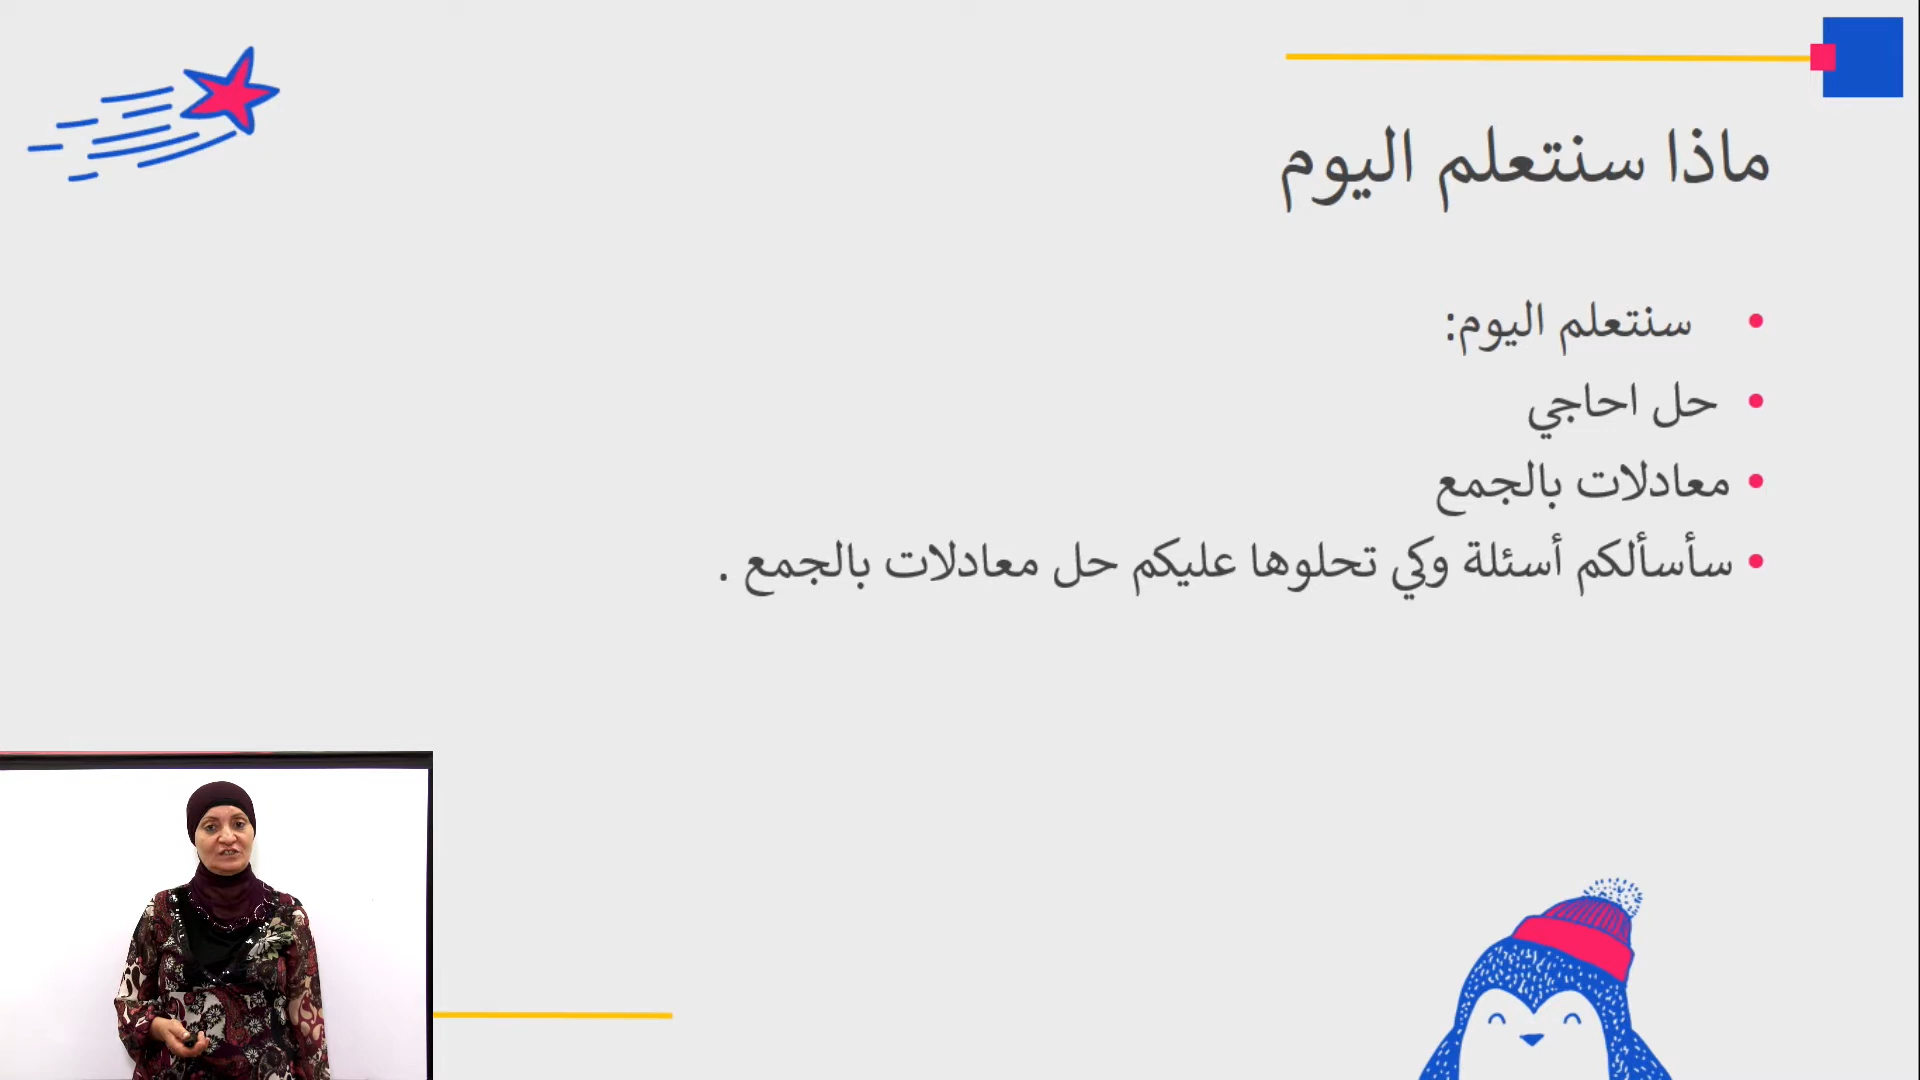 ماذا سنتعلم اليوم
سنتعلم اليوم:
حل احاجي
معادلات بالجمع
سأسألكم أسئلة وكي تحلوها عليكم حل معادلات بالجمع .